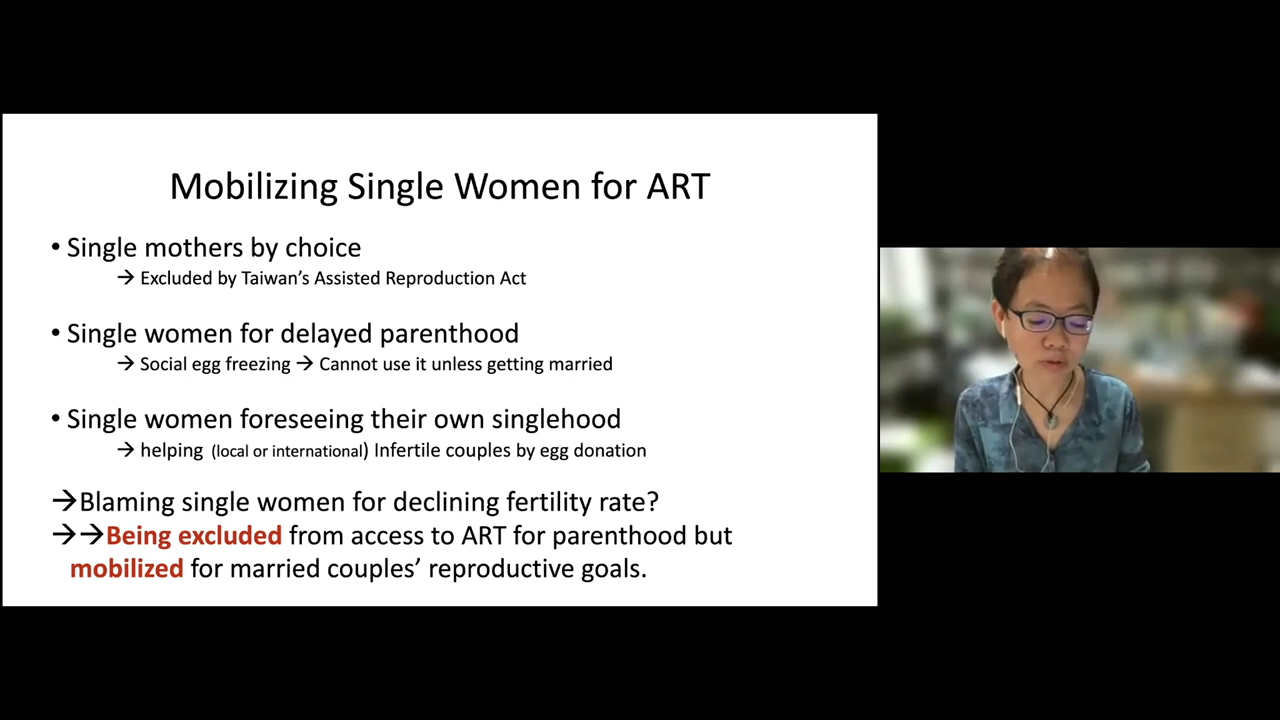 Mobilizing Single Women for ART
• Single mothers by choice
→ Excluded by Taiwan’s Assisted Reproduction Act
• Single women for delayed parenthood
→ Social egg freezing → Cannot use it unless getting married
• Single women foreseeing their own singlehood
→ helping (local or international) Infertile couples by egg donation
→Blaming single women for declining fertility rate?
→→Being excluded from access to ART for parenthood but
mobilized for married couples’ reproductive goals.